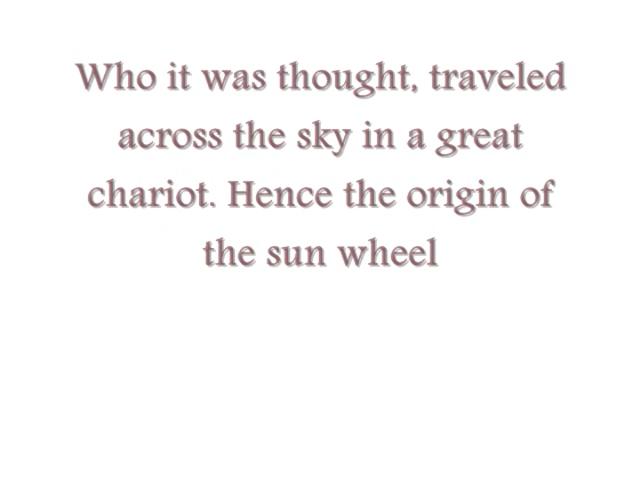 Who it was thought, traveled
across the sky in a great
chariot. Hence the origin of
the sun wheel